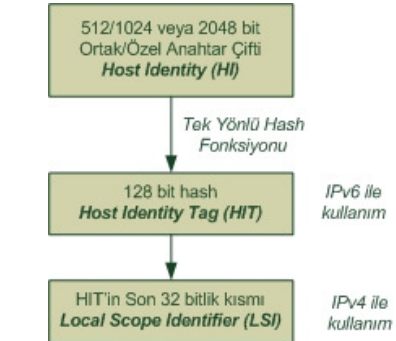 512/1024 veya 2048 bit
Ortak/Özel Anahtar Çifti
Host Identity (HI)
Tek Yönlü Hash
Fonksiyonu
128 bit hash
Host Identity Tag (HIT)
IPv6 ile
kullanım
HIT'in Son 32 bitlik kısmı
Local Scope Identifier (LSI)
IPv4 ile
kullanım